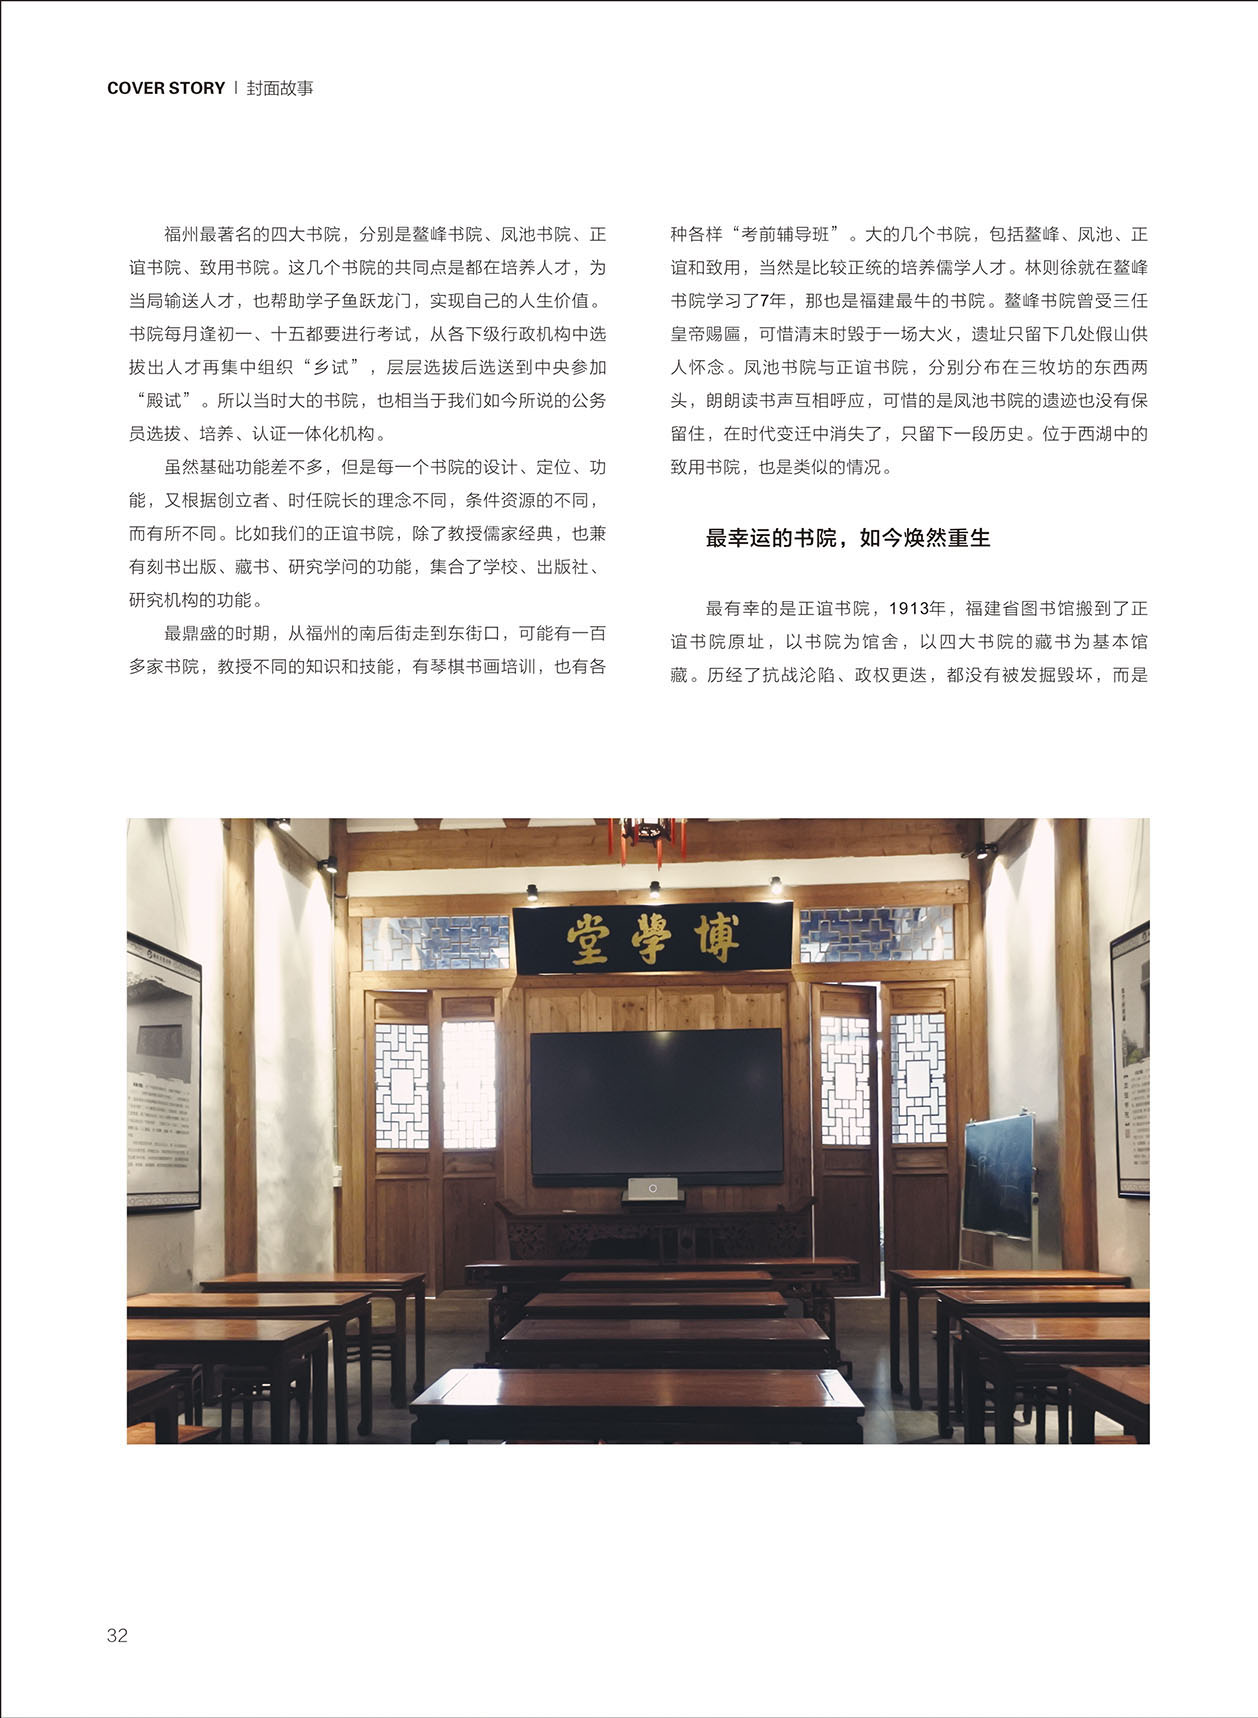 COVER STORY | 封面故事
福州最著名的四大书院，分别是鳌峰书院、凤池书院、正
谊书院、致用书院。这几个书院的共同点是都在培养人才，为
当局输送人才，也帮助学子鱼跃龙门，实现自己的人生价值。
书院每月逢初一、十五都要进行考试，从各下级行政机构中选
拔出人才再集中组织“乡试”，层层选拔后选送到中央参加
“殿试”。所以当时大的书院，也相当于我们如今所说的公务
员选拔、培养、认证一体化机构。
虽然基础功能差不多，但是每一个书院的设计、定位、功
能，又根据创立者、时任院长的理念不同，条件资源的不同，
而有所不同。比如我们的正谊书院，除了教授儒家经典，也兼
有刻书出版、藏书、研究学问的功能，集合了学校、出版社、
研究机构的功能。
最鼎盛的时期，从福州的南后街走到东街口，可能有一百
多家书院，教授不同的知识和技能，有琴棋书画培训，也有各
种各样“考前辅导班”。大的几个书院，包括鳌峰、凤池、正
谊和致用，当然是比较正统的培养儒学人才。林则徐就在鳌峰
书院学习了7年，那也是福建最牛的书院。鳌峰书院曾受三任
皇帝赐匾，可惜清末时毁于一场大火，遗址只留下几处假山供
人怀念。凤池书院与正谊书院，分别分布在三牧坊的东西两
头，朗朗读书声互相呼应，可惜的是凤池书院的遗迹也没有保
留住，在时代变迁中消失了，只留下一段历史。位于西湖中的
致用书院，也是类似的情况。
最幸运的书院，如今焕然重生
最有幸的是正谊书院，1913年，福建省图书馆搬到了正
谊书院原址，以书院为馆舍，以四大书院的藏书为基本馆
藏。历经了抗战沦陷、政权更迭，都没有被发掘毁坏，而是
堂學博
32